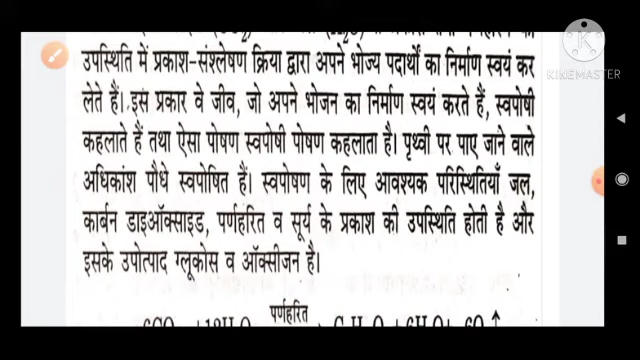 उपस्थिति में प्रकाश-संश्लेषण क्रिया द्वारा अपने भोज्य पदार्थों का निर्माण स्वयं कर
लेते हैं। इस प्रकार वे जीव, जो अपने भोजन का निर्माण स्वयं करते हैं, स्वपोषी
कहलाते हैं तथा ऐसा पोषण स्वपोषी पोषण कहलाता है। पृथ्वी पर पाए जाने वाले
अधिकांश पौधे स्वपोषित हैं। स्वपोषण के लिए आवश्यक परिस्थितियाँ जल,
कार्बन डाइऑक्साइड, पर्णहरित व सूर्य के प्रकाश की उपस्थिति होती है और
इसके उपोत्पाद ग्लूकोस व ऑक्सीजन है।
पर्णहरित
KINEMASTER